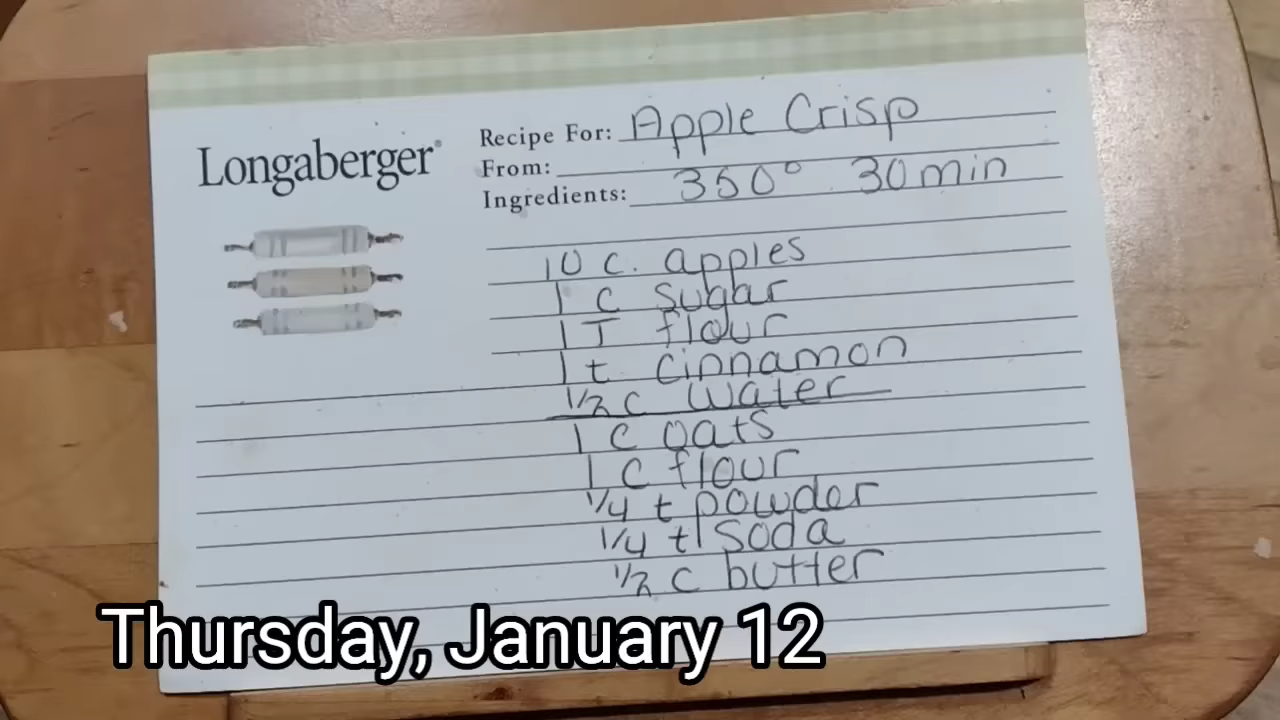 Longaberger®
Recipe For: Apple Crisp
From:
Ingredients: 350° 30 min
10 c. apples
1 c sugar
1 T flour
1 t cinnamon
1/2 c water
1 c oats
1 c flour
1/4 t powder
1/4 t soda
1/2 c butter
Thursday, January 12